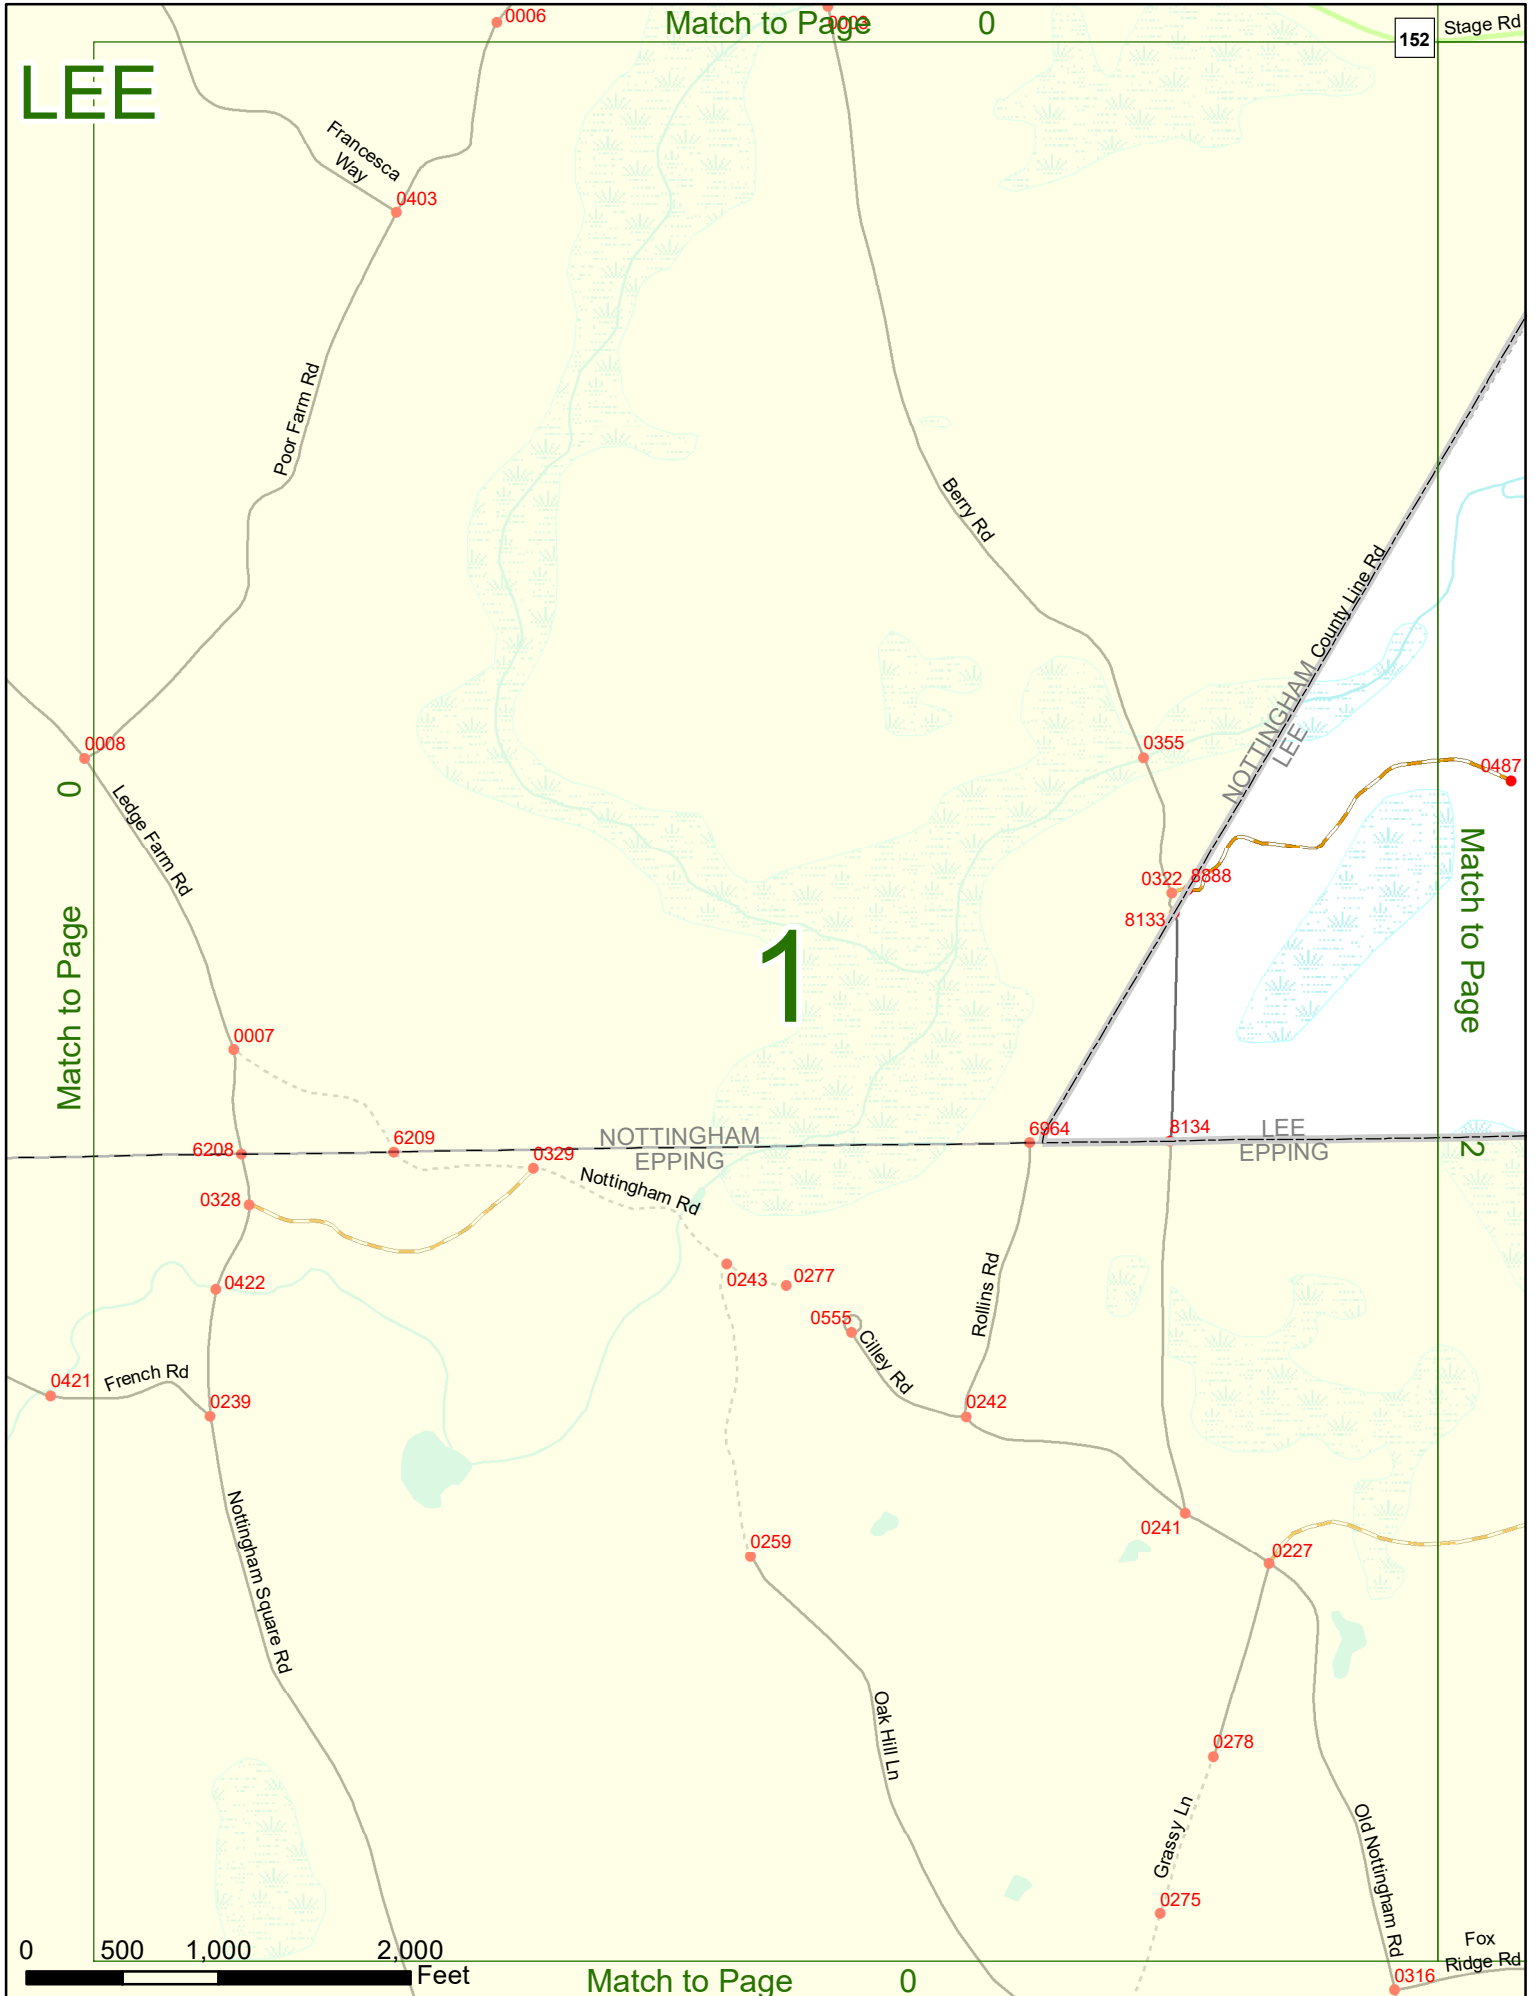 0006
Match to Page 0
0003
152
Stage Rd
LEE
Francesca
Way
0403
Poor Farm Rd
Berry Rd
County Line Rd
NOTTINGHAM
LEE
0008
0355
0487
0
Ledge Farm Rd
Match to Page
0322
8888
8133
1
Match to Page
2
0007
6208
6209
NOTTINGHAM
EPPING
6964
8134
LEE
EPPING
0329
Nottingham Rd
0328
0422
0243
0277
Rollins Rd
0555
Cilley Rd
0421
French Rd
0239
0242
Nottingham Square Rd
0241
0259
0227
Oak Hill Ln
0278
Grassy Ln
Old Nottingham Rd
0275
0 500 1,000 2,000
Feet
Match to Page 0
Fox
Ridge Rd
0316